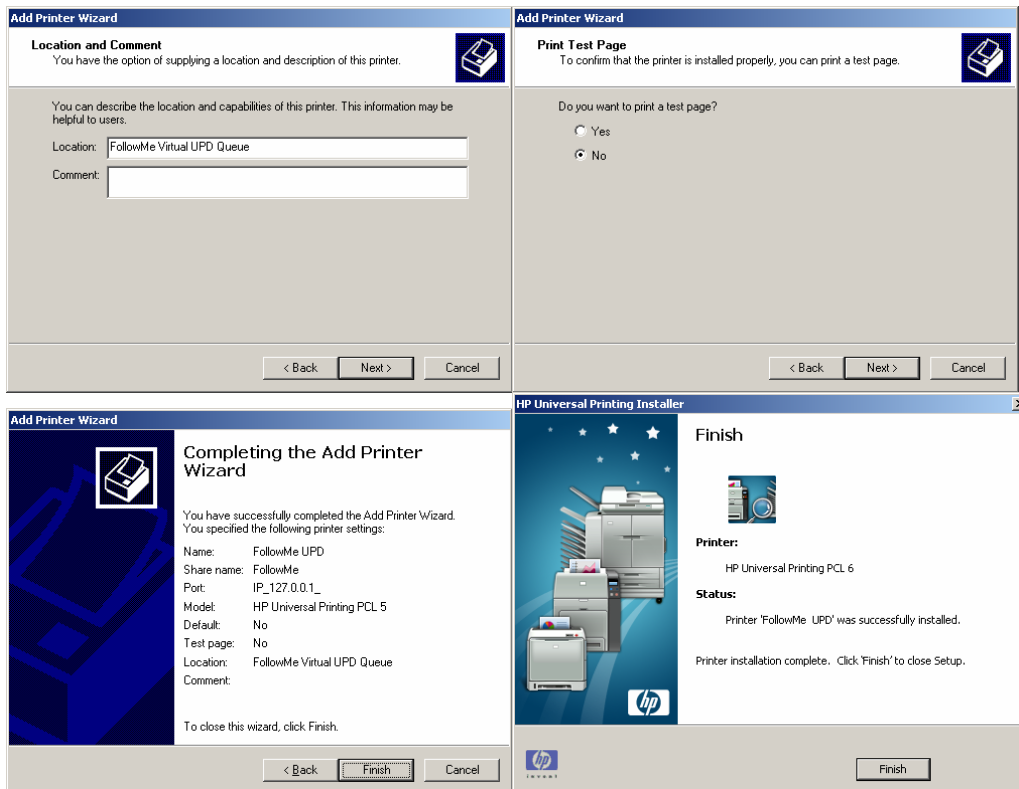 Add Printer Wizard
Location and Comment
You have the option of supplying a location and description of this printer.
You can describe the location and capabilities of this printer. This information may be
helpful to users.
Location: FollowMe Virtual UPD Queue
Comment:
< Back Next > Cancel
Add Printer Wizard
Print Test Page
To confirm that the printer is installed properly, you can print a test page.
Do you want to print a test page?
Yes
No
< Back Next > Cancel
Add Printer Wizard
Completing the Add Printer
Wizard
You have successfully completed the Add Printer Wizard.
You specified the following printer settings:
Name: FollowMe UPD
Share name: FollowMe
Port: IP_127.0.0.1_
Model: HP Universal Printing PCL 5
Default: No
Test page: No
Location: FollowMe Virtual UPD Queue
Comment:
To close this wizard, click Finish.
< Back Finish Cancel
HP Universal Printing Installer
Finish
Printer:
HP Universal Printing PCL 6
Status:
Printer 'FollowMe UPD' was successfully installed.
Printer installation complete. Click 'Finish' to close Setup.
hp
hp
invent
Finish